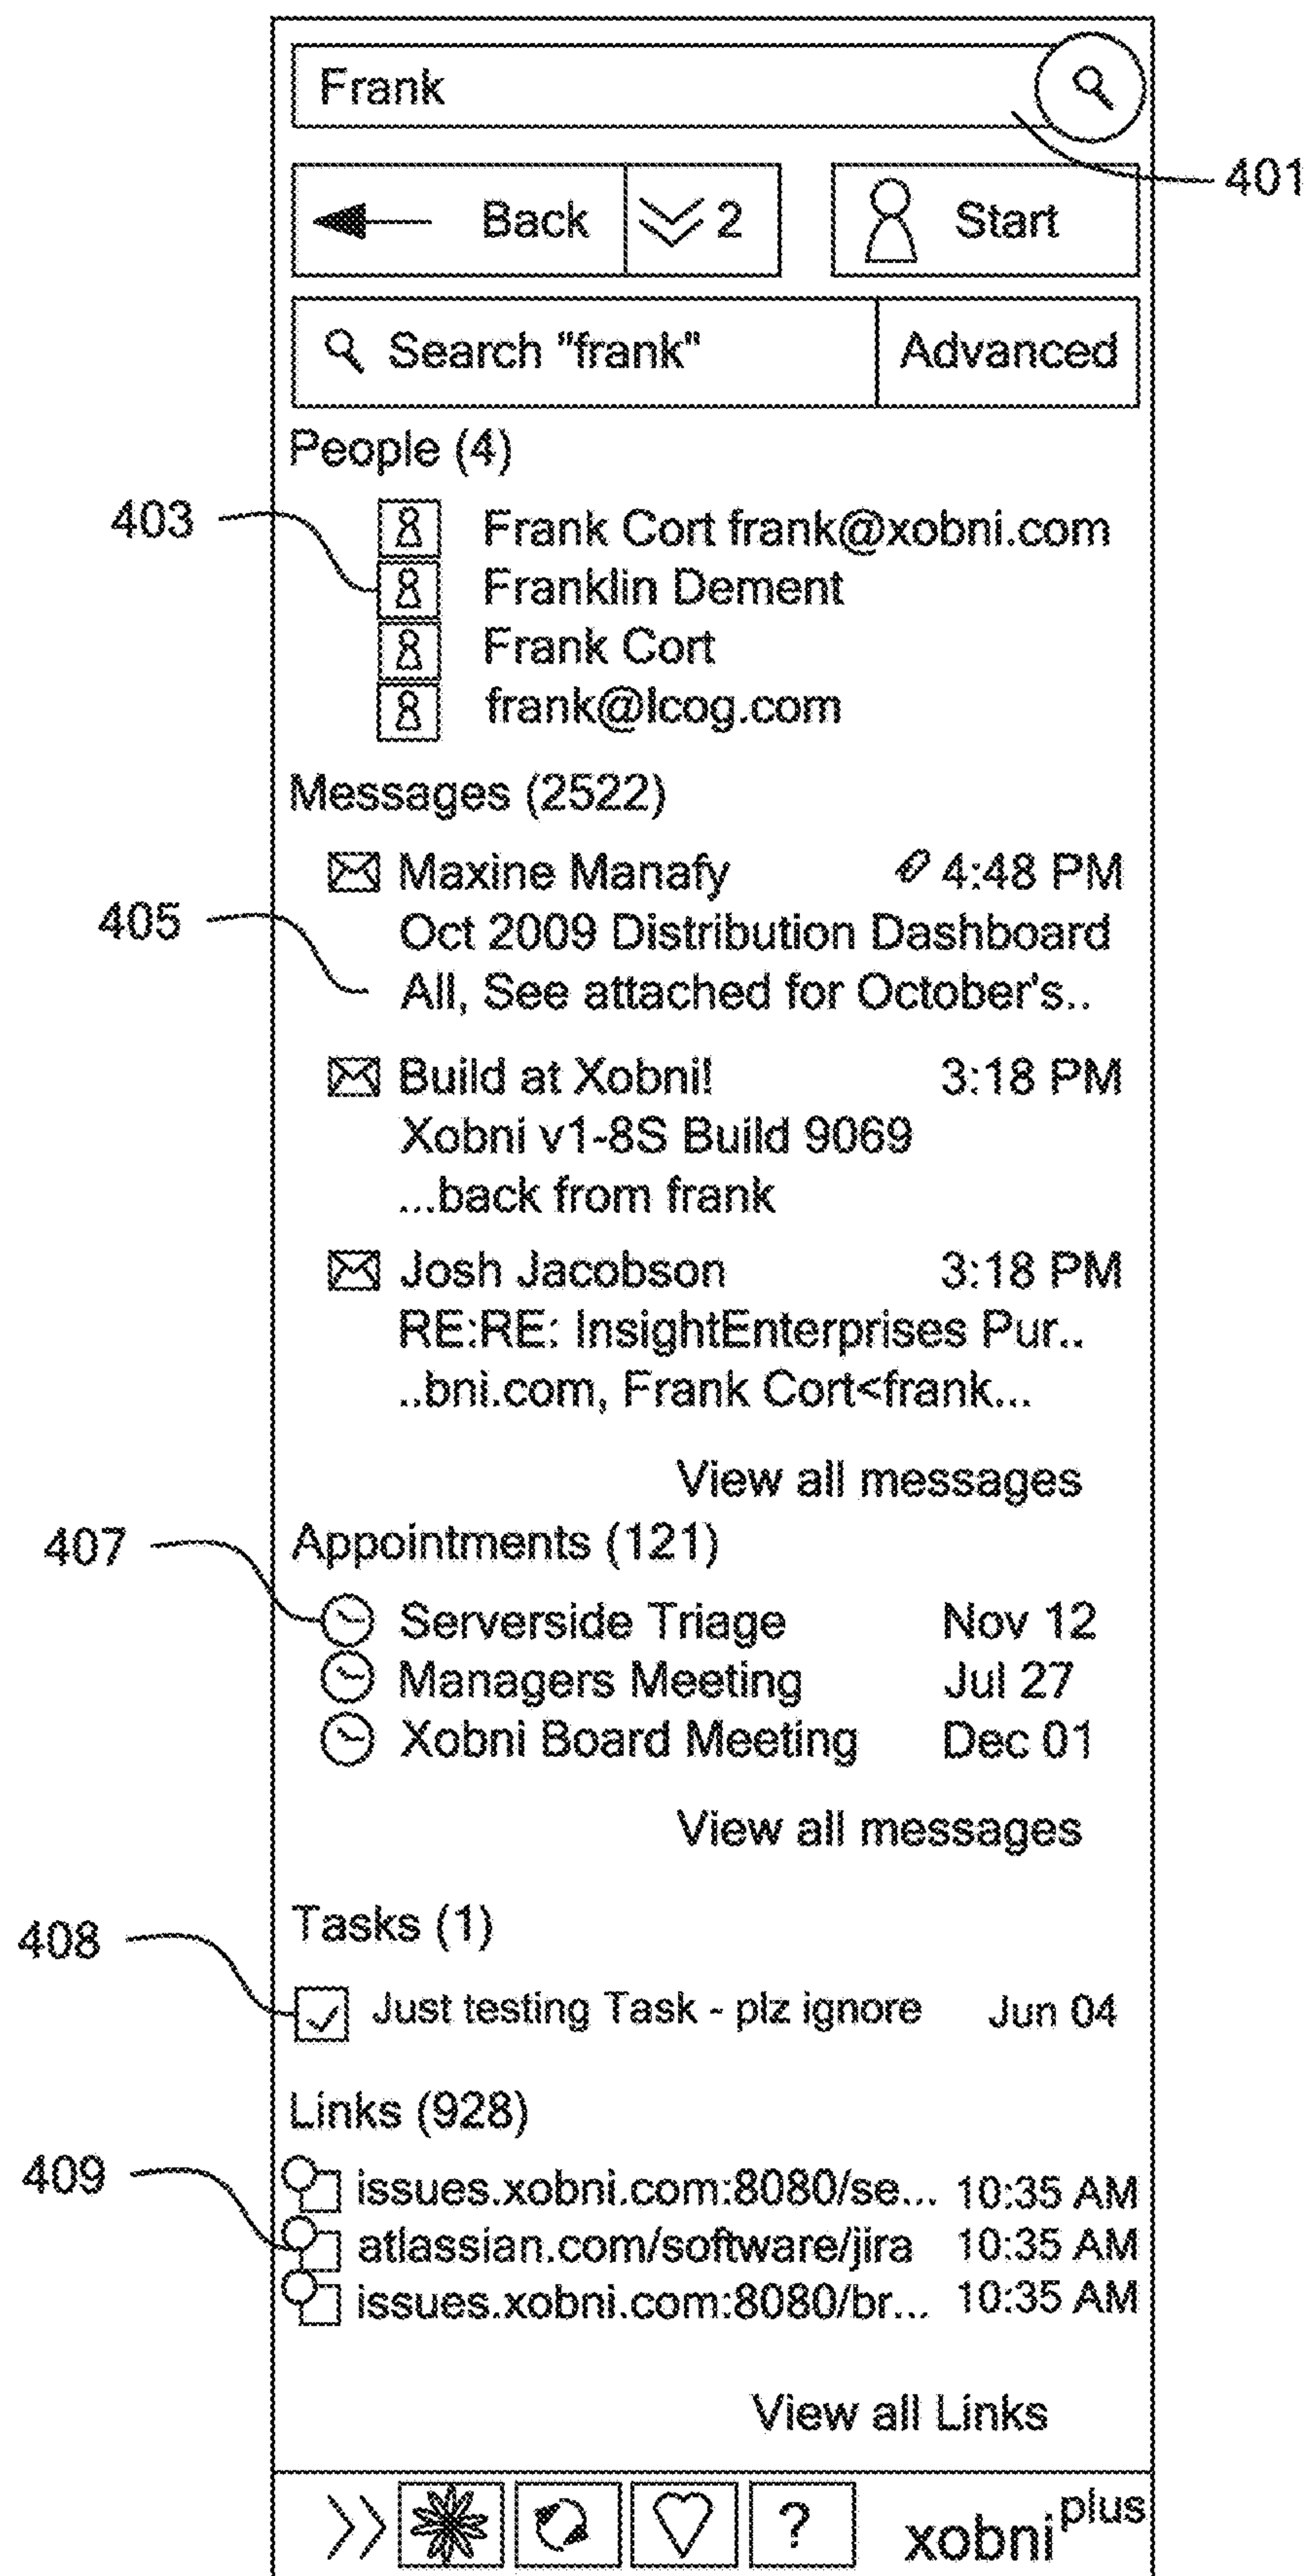 Frank
401
Back 2 Start
Search "frank" Advanced
People (4)
403
Frank Cort frank@xobni.com
Franklin Dement
Frank Cort
frank@lcog.com
Messages (2522)
Maxine Manafy 4:48 PM
405
Oct 2009 Distribution Dashboard
All, See attached for October's..
Build at Xobni! 3:18 PM
Xobni v1-8S Build 9069
...back from frank
Josh Jacobson 3:18 PM
RE:RE: InsightEnterprises Pur..
..bni.com, Frank Cort<frank...
View all messages
407
Appointments (121)
Serverside Triage Nov 12
Managers Meeting Jul 27
Xobni Board Meeting Dec 01
View all messages
Tasks (1)
408
Just testing Task - plz ignore Jun 04
Links (928)
409
issues.xobni.com:8080/se... 10:35 AM
atlassian.com/software/jira 10:35 AM
issues.xobni.com:8080/br... 10:35 AM
View all Links
? xobni plus